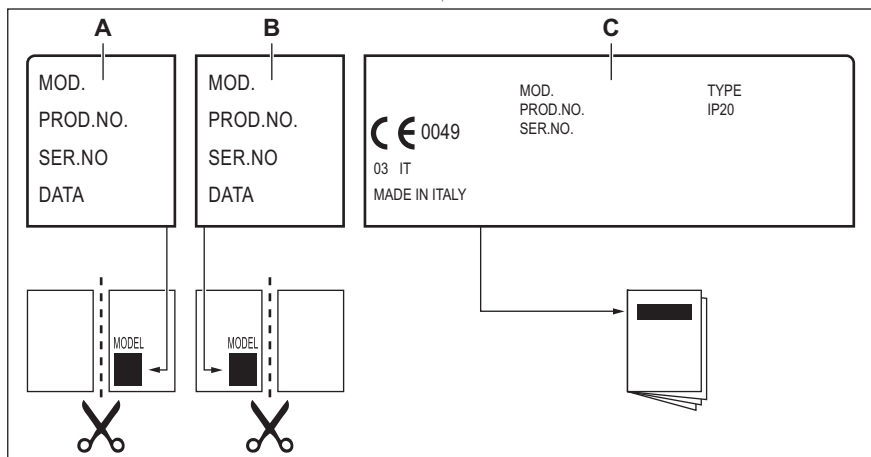 A
B
C
MOD.
PROD.NO.
SER.NO
DATA
MOD.
PROD.NO.
SER.NO
DATA
CE 0049
03 IT
MADE IN ITALY
MOD.
PROD.NO.
SER.NO.
TYPE
IP20
MODEL
MODEL